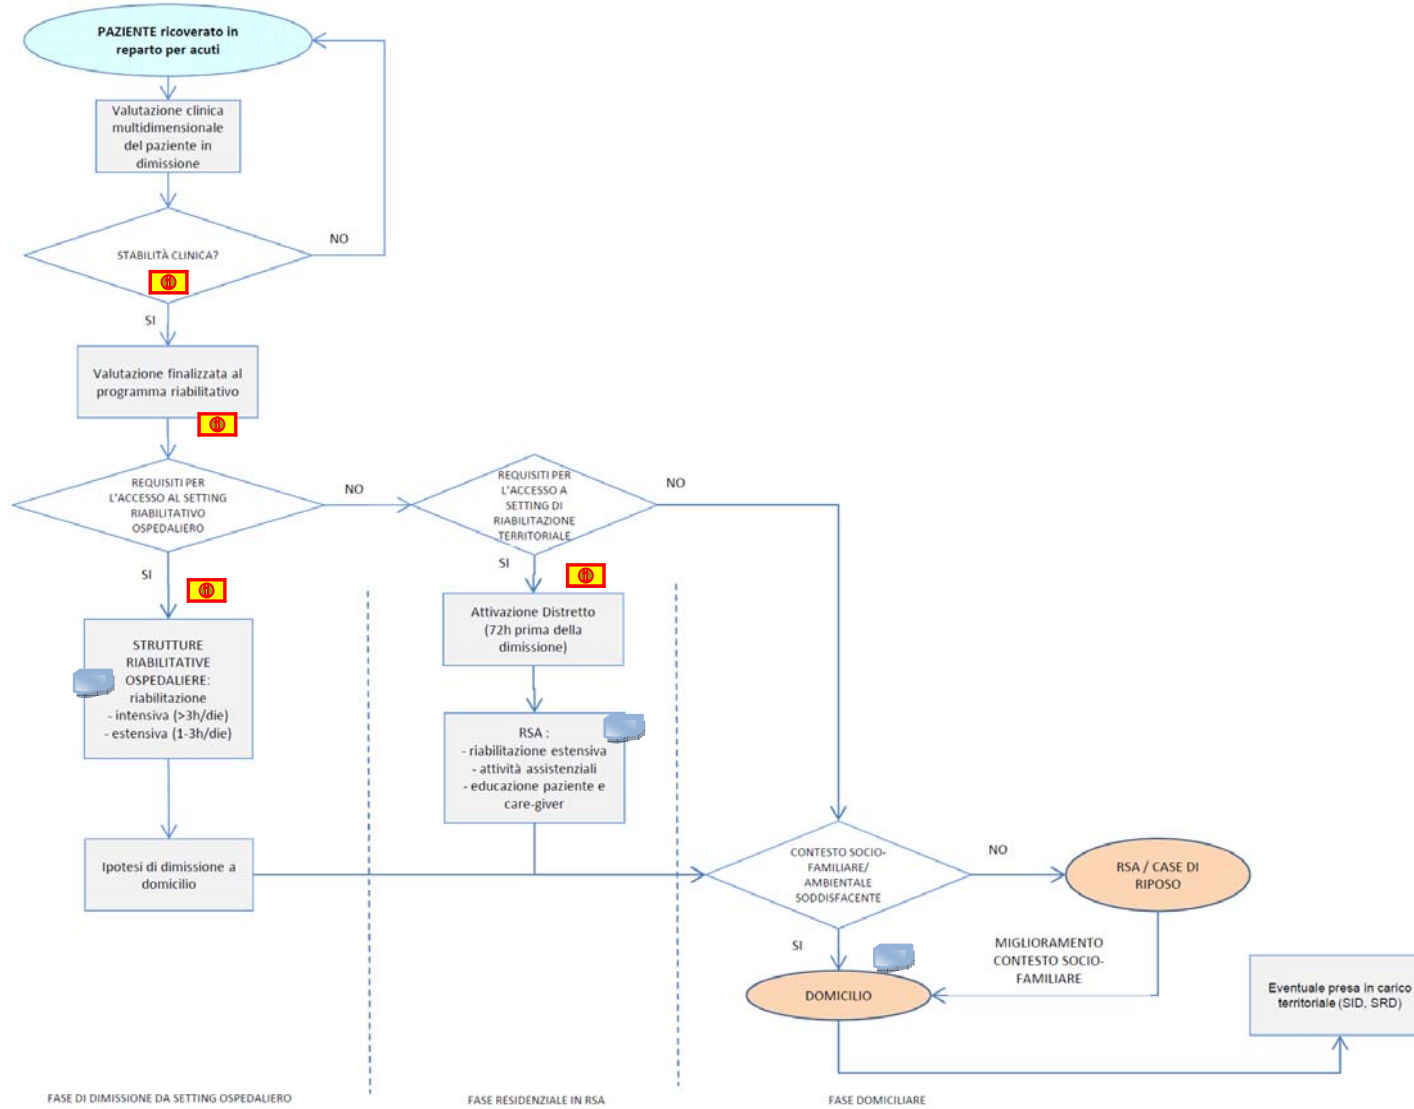 PAZIENTE ricoverato in
reparto per acuti
Valutazione clinica
multidimensionale
del paziente in
dimissione
STABILITÀ CLINICA?
NO
SI
Valutazione finalizzata al
programma riabilitativo
REQUISITI PER
L'ACCESSO AL SETTING
RIABILITATIVO
OSPEDALIERO
NO
REQUISITI PER
L'ACCESSO A
SETTING DI
RIABILITAZIONE
TERRITORIALE
NO
SI
SI
STRUTTURE
RIABILITATIVE
OSPEDALIERE:
riabilitazione
- intensiva (>3h/die)
- estensiva (1-3h/die)
Attivazione Distretto
(72h prima della
dimissione)
RSA :
- riabilitazione estensiva
- attività assistenziali
- educazione paziente e
care-giver
Ipotesi di dimissione a
domicilio
CONTESTO SOCIO-
FAMILIARE/
AMBIENTALE
SODDISFACENTE
NO
RSA / CASE DI
RIPOSO
SI
MIGLIORAMENTO
CONTESTO SOCIO-
FAMILIARE
DOMICILIO
Eventuale presa in carico
territoriale (SID, SRD)
FASE DI DIMISSIONE DA SETTING OSPEDALIERO
FASE RESIDENZIALE IN RSA
FASE DOMICILIARE